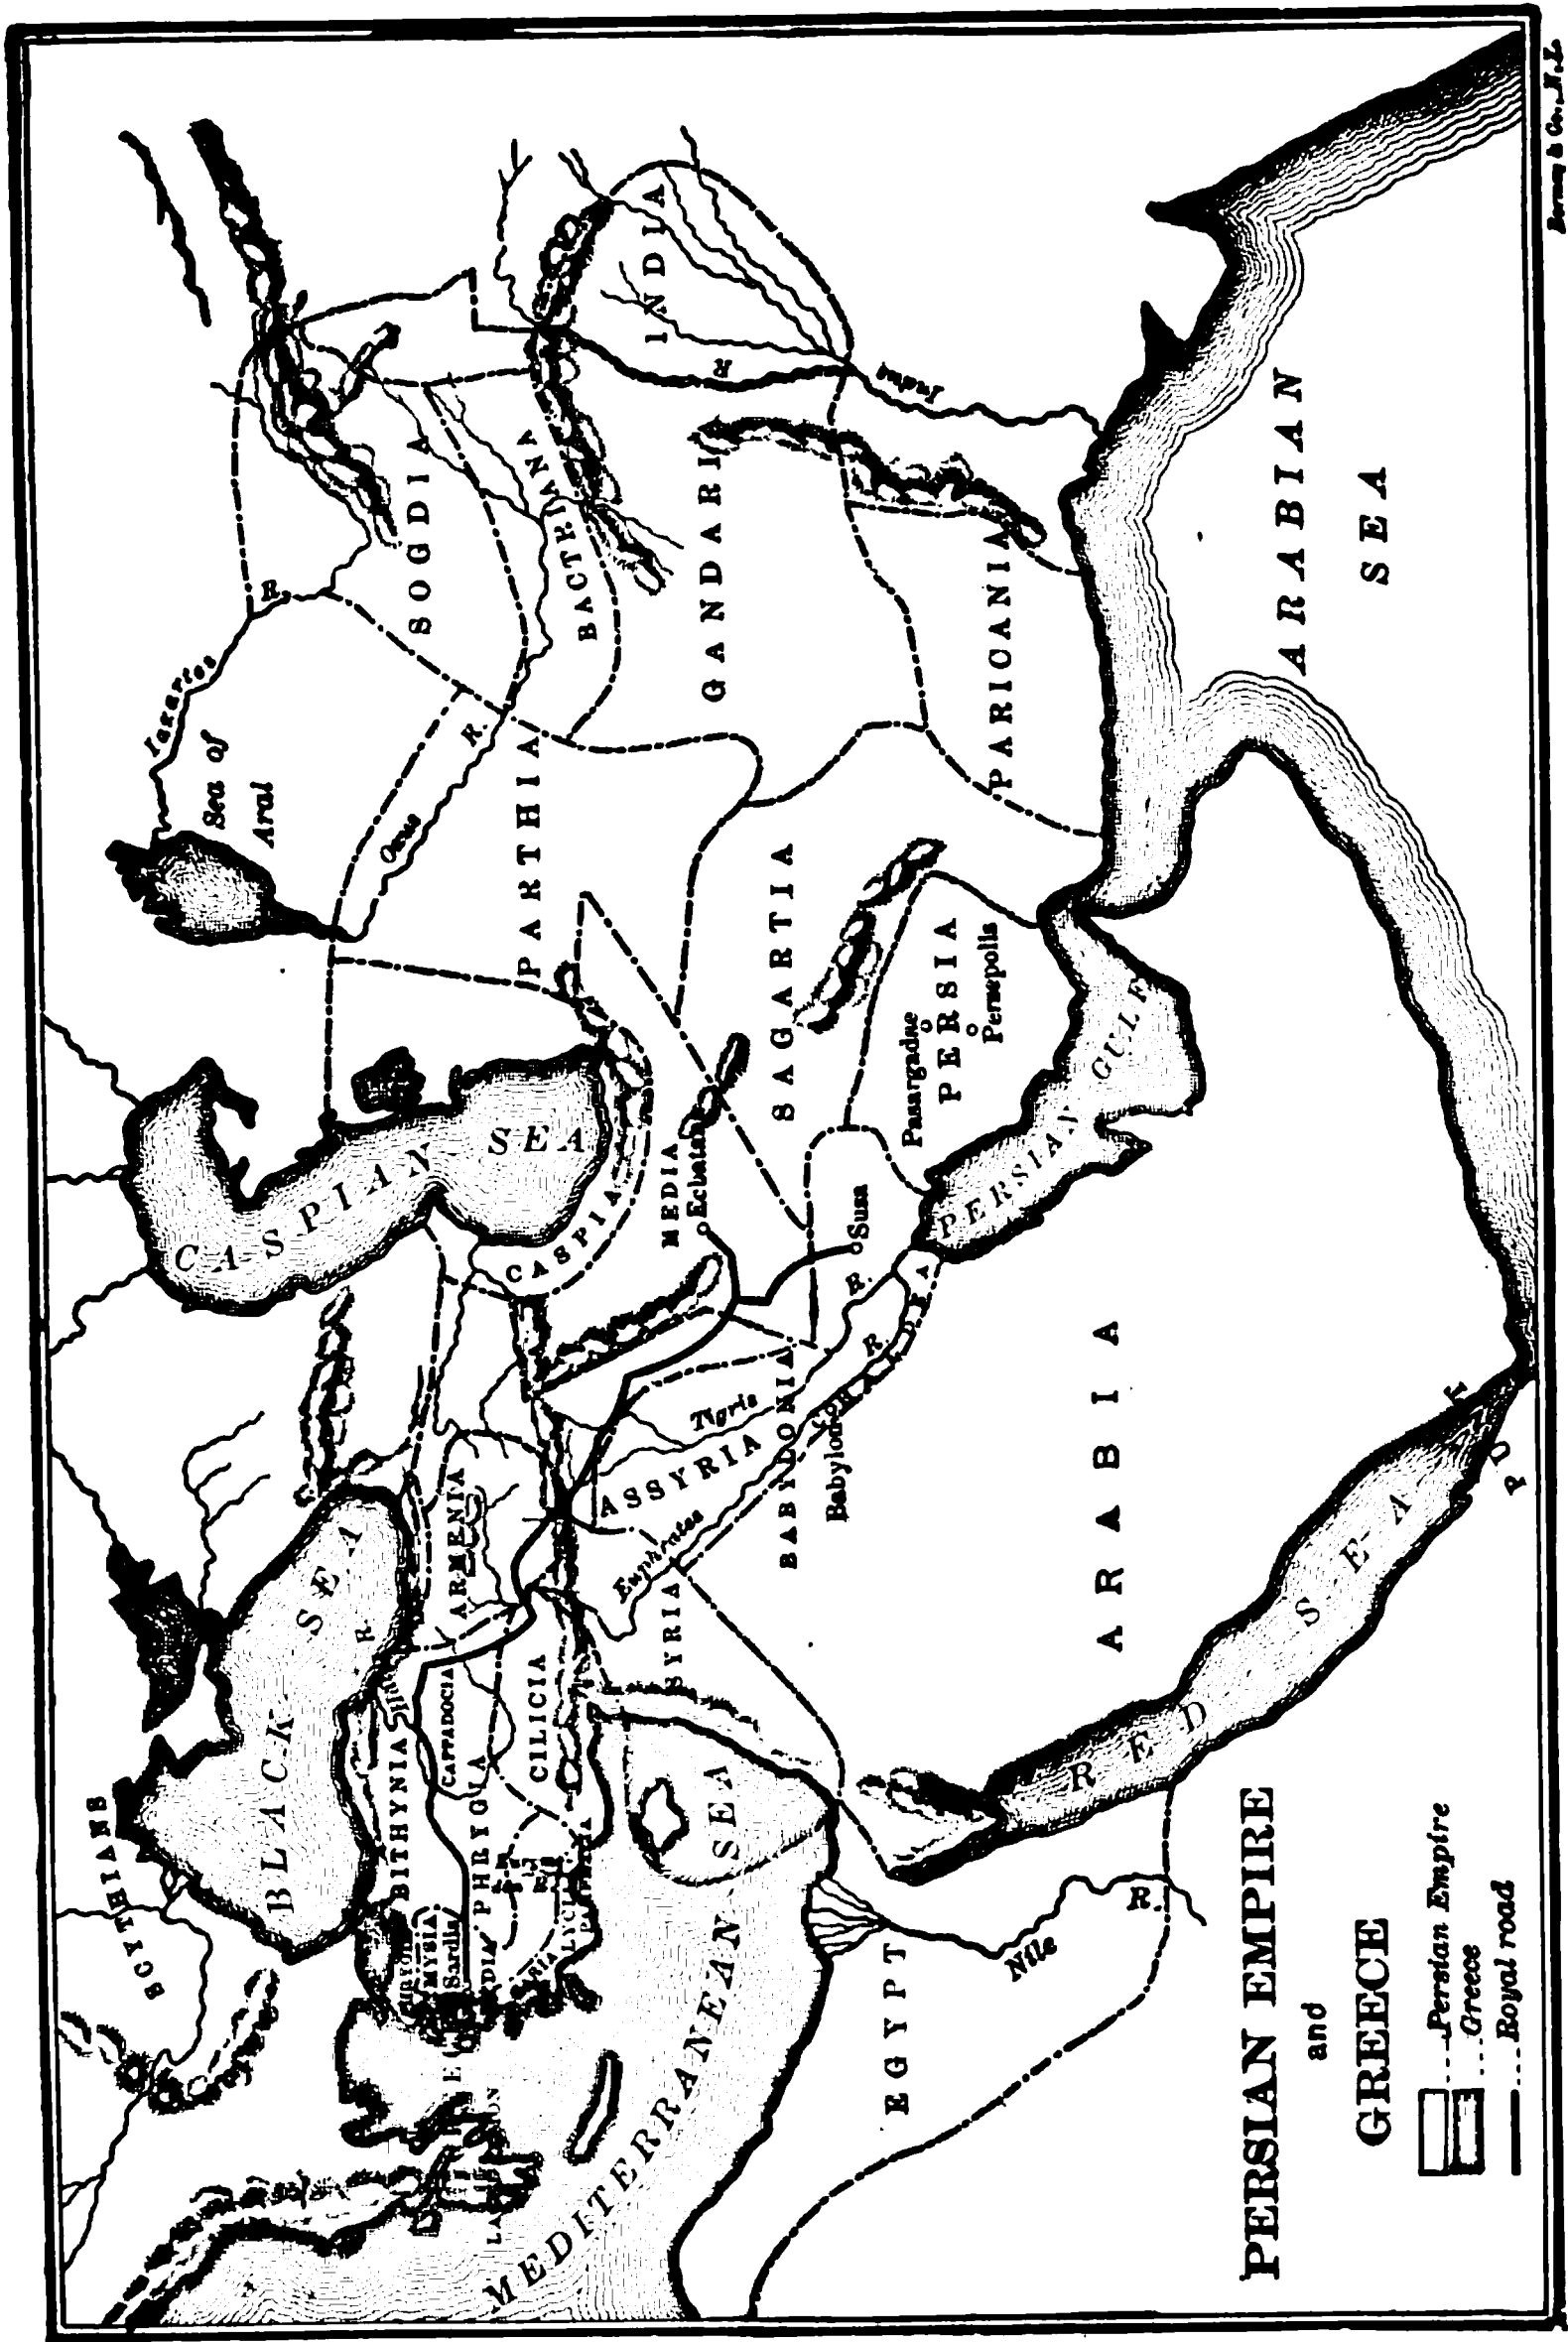 PERSIAN EMPIRE
and
GREECE
Persian Empire
Greece
Royal road
SCYTHIANS
BLACK SEA
CASPIAN SEA
Sea of
Aral
Jaxartes
R.
Oxus
R.
SOGDIA
BACTRIANA
INDIA
Indus
R
GANDARI
PARICANIA
PARTHIA
SAGARTIA
PERSIA
Pasargadae
Persepolis
PERSIAN GULF
MEDIA
Ecbatan
CASPIA
Susa
ARMENIA
ASSYRIA
Tigris
R.
BABYLONIA
Babylon
Euphrates
R.
SYRIA
CILICIA
CAPPADOCIA
R.
BITHYNIA
PHRYGIA
MYSIA
Sardis
MEDITERRANEAN SEA
EGYPT
Nile
R.
RED SEA
ARABIA
ARABIAN
SEA